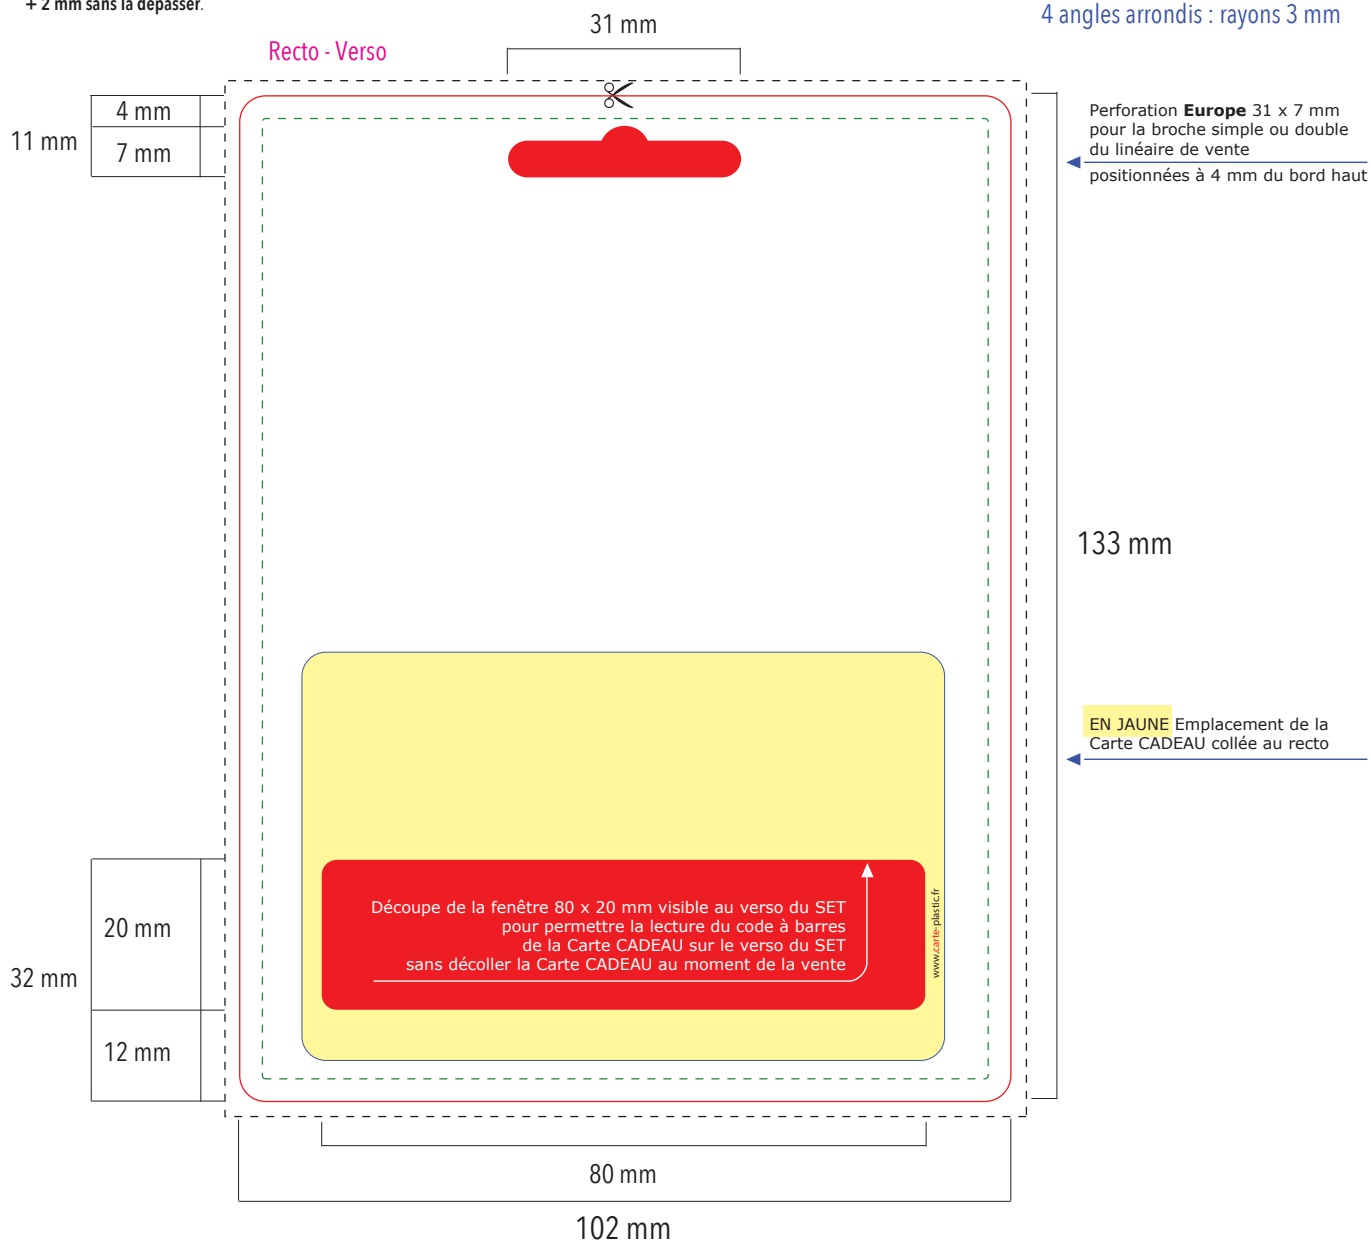 + 2 mm sans la dépasser.
4 angles arrondis : rayons 3 mm
31 mm
Recto - Verso
4 mm
11 mm
7 mm
Perforation Europe 31 x 7 mm
pour la broche simple ou double
du linéaire de vente
positionnées à 4 mm du bord haut
133 mm
EN JAUNE Emplacement de la
Carte CADEAU collée au recto
Découpe de la fenêtre 80 x 20 mm visible au verso du SET
pour permettre la lecture du code à barres
de la Carte CADEAU sur le verso du SET
sans décoller la Carte CADEAU au moment de la vente
www.carte-plastic.fr
20 mm
32 mm
12 mm
80 mm
102 mm